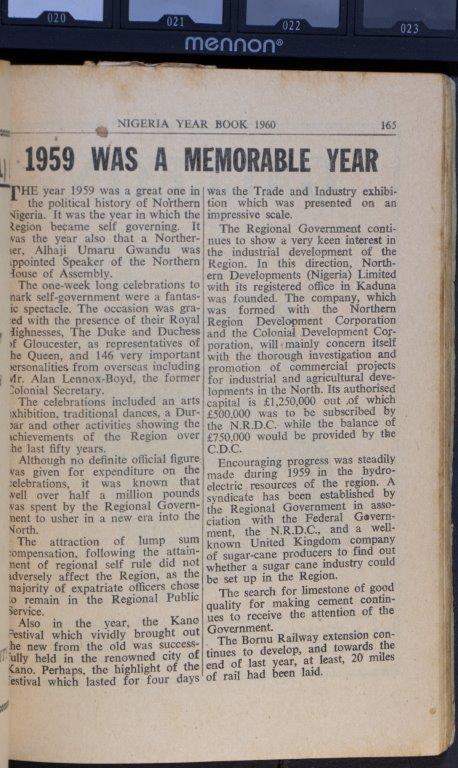 020
021
022
023
mennon®
NIGERIA YEAR BOOK 1960 165
1959 WAS A MEMORABLE YEAR
THE year 1959 was a great one in
the political history of Northern
Nigeria. It was the year in which the
Region became self governing. It
was the year also that a Norther-
ner, Alhaji Umaru Gwandu was
appointed Speaker of the Northern
House of Assembly.
The one-week long celebrations to
mark self-government were a fantas-
ic spectacle. The occasion was gra-
ed with the presence of their Royal
Highnesses, The Duke and Duchess
of Gloucester, as representatives of
the Queen, and 146 very important
personalities from overseas including
Mr. Alan Lennox-Boyd, the former
Colonial Secretary.
The celebrations included an arts
exhibition, traditional dances, a Dur-
bar and other activities showing the
achievements of the Region over
the last fifty years.
Although no definite official figure
was given for expenditure on the
celebrations, it was known that
well over half a million pounds
was spent by the Regional Govern-
ment to usher in a new era into the
North.
The attraction of lump sum
compensation, following the attain-
ment of regional self rule did not
adversely affect the Region, as the
majority of expatriate officers chose
to remain in the Regional Public
Service.
Also in the year, the Kano
Festival which vividly brought out
the new from the old was success-
fully held in the renowned city of
Kano. Perhaps, the highlight of the
festival which lasted for four days
was the Trade and Industry exhibi-
tion which was presented on an
impressive scale.
The Regional Government conti-
nues to show a very keen interest in
the industrial development of the
Region. In this direction, North-
ern Developments (Nigeria) Limited
with its registered office in Kaduna
was founded. The company, which
was formed with the Northern
Region Development Corporation
and the Colonial Development Cor-
poration, will mainly concern itself
with the thorough investigation and
promotion of commercial projects
for industrial and agricultural deve-
lopments in the North. Its authorised
capital is £1,250,000 out of which
£500,000 was to be subscribed by
the N.R.D.C. while the balance of
£750,000 would be provided by the
C.D.C.
Encouraging progress was steadily
made during 1959 in the hydro-
electric resources of the region. A
syndicate has been established by
the Regional Government in asso-
ciation with the Federal Govern-
ment, the N.R.D.C., and a well-
known United Kingdom company
of sugar-cane producers to find out
whether a sugar cane industry could
be set up in the Region.
The search for limestone of good
quality for making cement contin-
ues to receive the attention of the
Government.
The Bornu Railway extension con-
tinues to develop, and towards the
end of last year, at least, 20 miles
of rail had been laid.